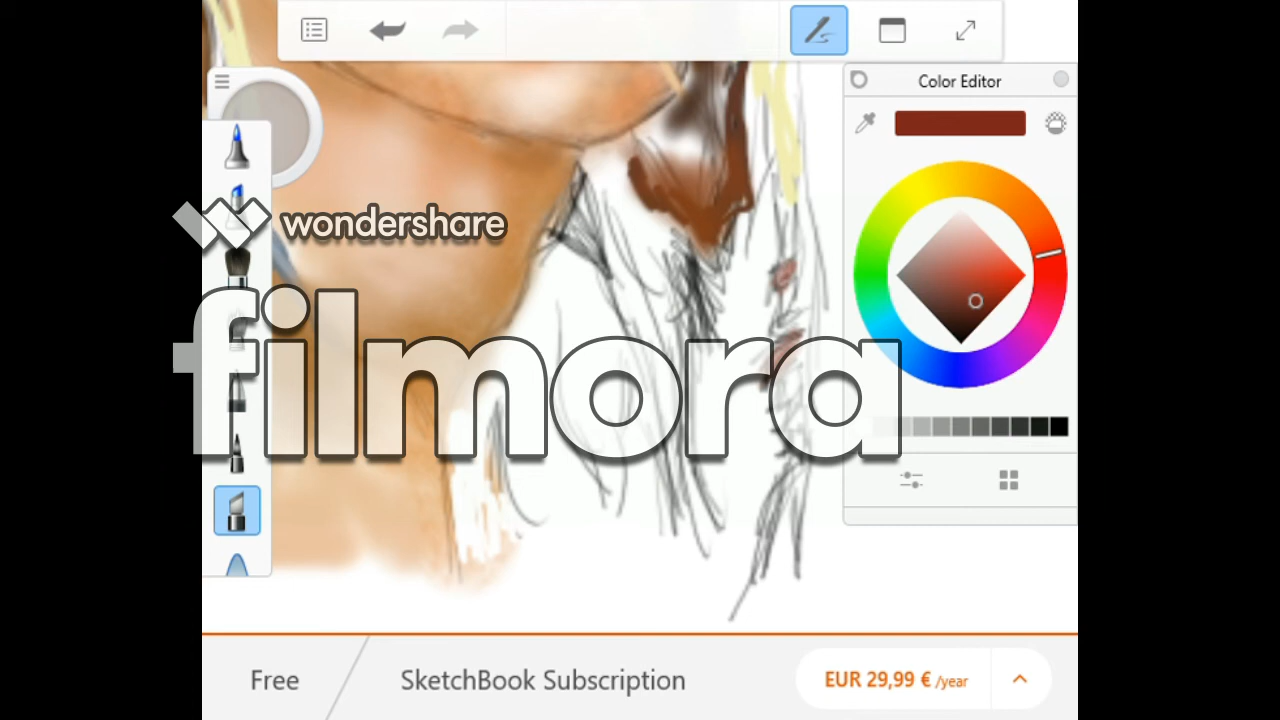 Color Editor
wondershare
filmora
Free
SketchBook Subscription
EUR 29,99 € /year